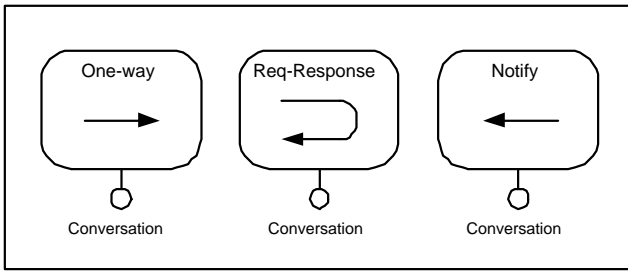 One-way
Req-Response
Notify
Conversation
Conversation
Conversation